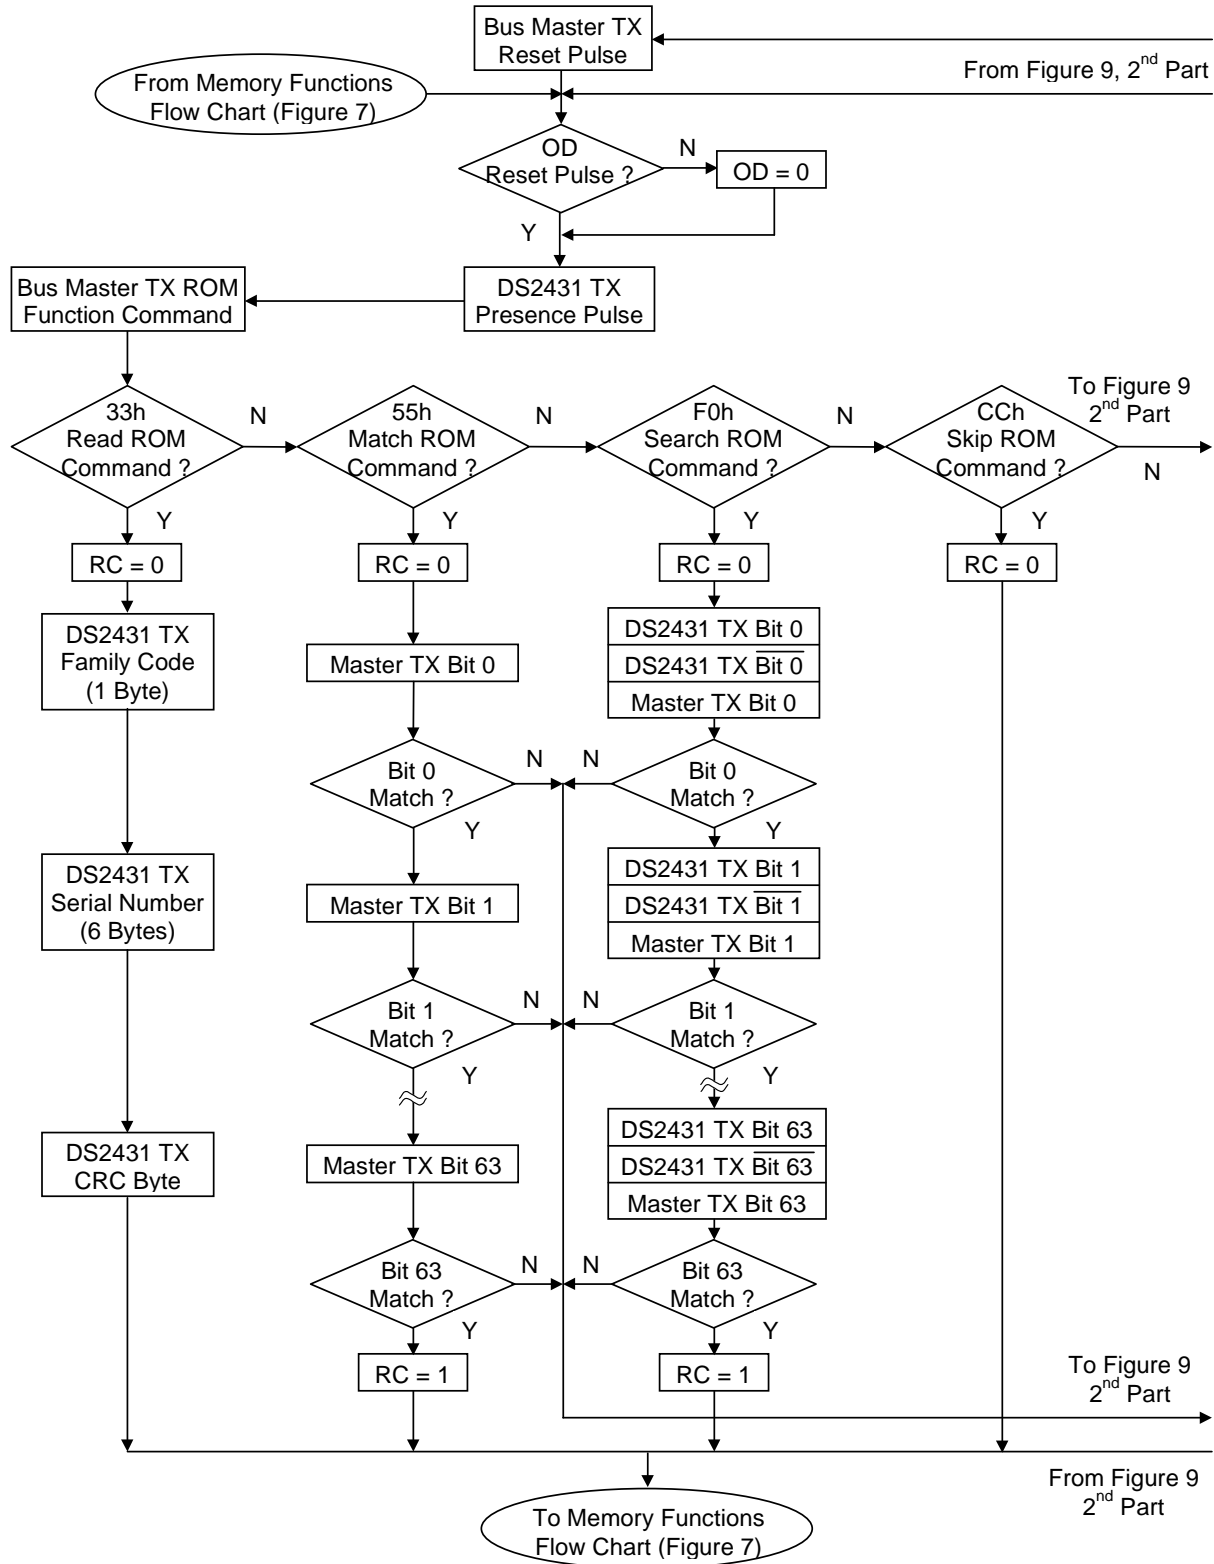 Bus Master TX
Reset Pulse
From Figure 9, 2nd Part
From Memory Functions
Flow Chart (Figure 7)
OD
Reset Pulse ?
N
OD = 0
Y
Bus Master TX ROM
Function Command
DS2431 TX
Presence Pulse
33h
Read ROM
Command ?
N
55h
Match ROM
Command ?
N
F0h
Search ROM
Command ?
N
CCh
Skip ROM
Command ?
To Figure 9
2nd Part
N
Y
Y
Y
Y
RC = 0
RC = 0
RC = 0
RC = 0
DS2431 TX
Family Code
(1 Byte)
Master TX Bit 0
DS2431 TX Bit 0
DS2431 TX B̅i̅t̅ ̅0̅
Master TX Bit 0
Bit 0
Match ?
N
N
Bit 0
Match ?
Y
Y
DS2431 TX
Serial Number
(6 Bytes)
Master TX Bit 1
DS2431 TX Bit 1
DS2431 TX B̅i̅t̅ ̅1̅
Master TX Bit 1
Bit 1
Match ?
N
N
Bit 1
Match ?
Y
Y
DS2431 TX
CRC Byte
Master TX Bit 63
DS2431 TX Bit 63
DS2431 TX B̅i̅t̅ ̅6̅3̅
Master TX Bit 63
Bit 63
Match ?
N
N
Bit 63
Match ?
Y
Y
RC = 1
RC = 1
To Figure 9
2nd Part
From Figure 9
2nd Part
To Memory Functions
Flow Chart (Figure 7)